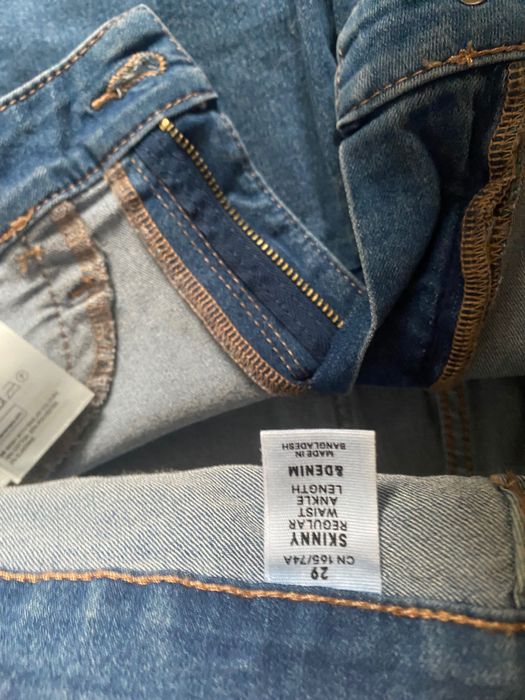 29
CN 165/74A
SKINNY
REGULAR
WAIST
ANKLE
LENGTH
&DENIM
MADE IN
BANGLADESH